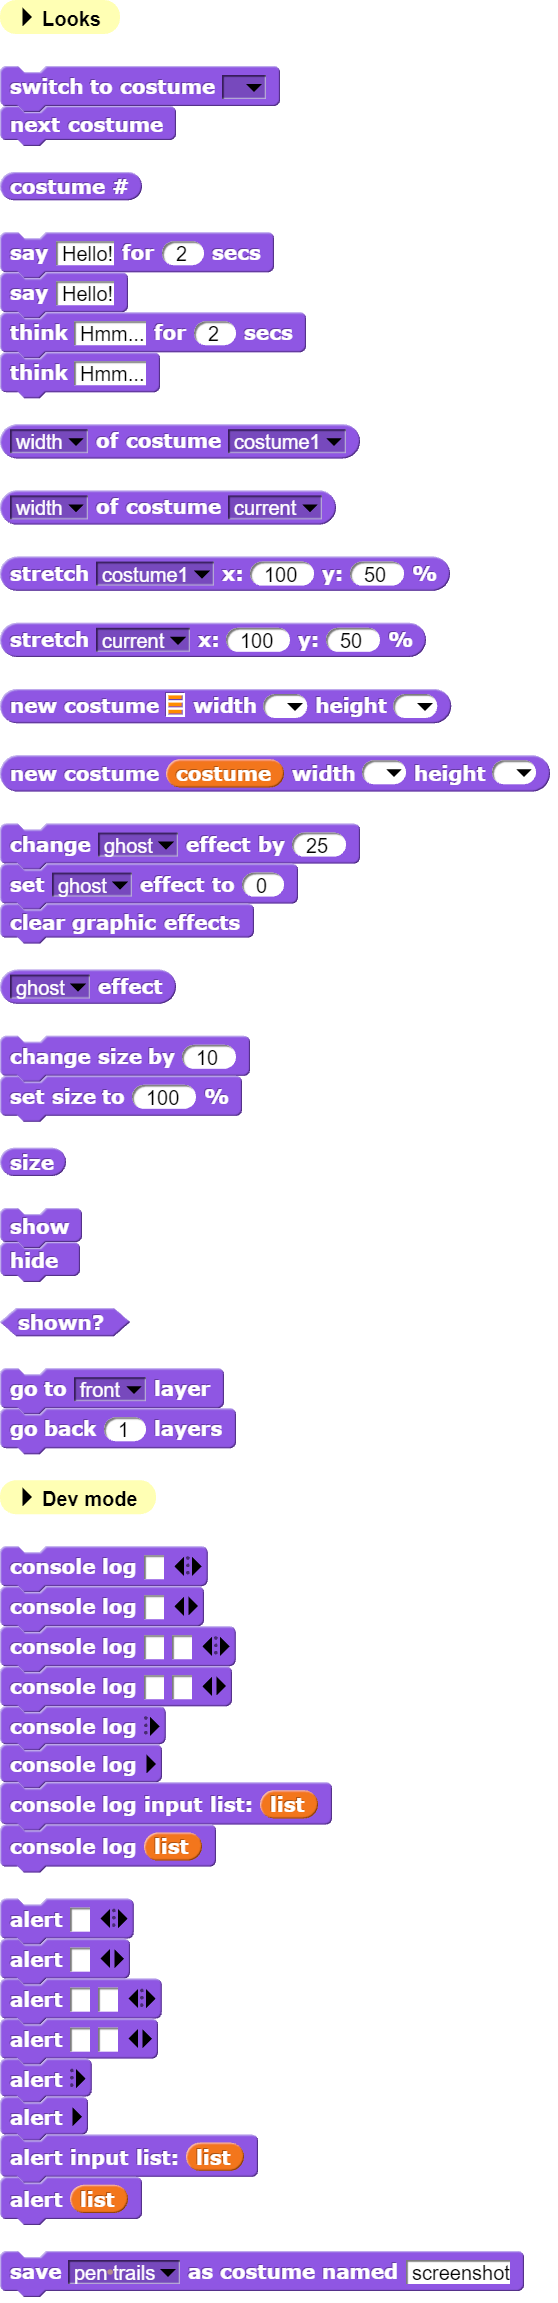 Looks
switch to costume
next costume
costume #
say Hello! for 2 secs
say Hello!
think Hmm... for 2 secs
think Hmm...
width of costume costume1
width of costume current
stretch costume1 x: 100 y: 50 %
stretch current x: 100 y: 50 %
new costume width height
new costume costume width height
change ghost effect by 25
set ghost effect to 0
clear graphic effects
ghost effect
change size by 10
set size to 100 %
size
show
hide
shown?
go to front layer
go back 1 layers
Dev mode
console log
console log
console log
console log
console log
console log
console log input list: list
console log list
alert
alert
alert
alert
alert
alert
alert input list: list
alert list
save pen trails as costume named screenshot